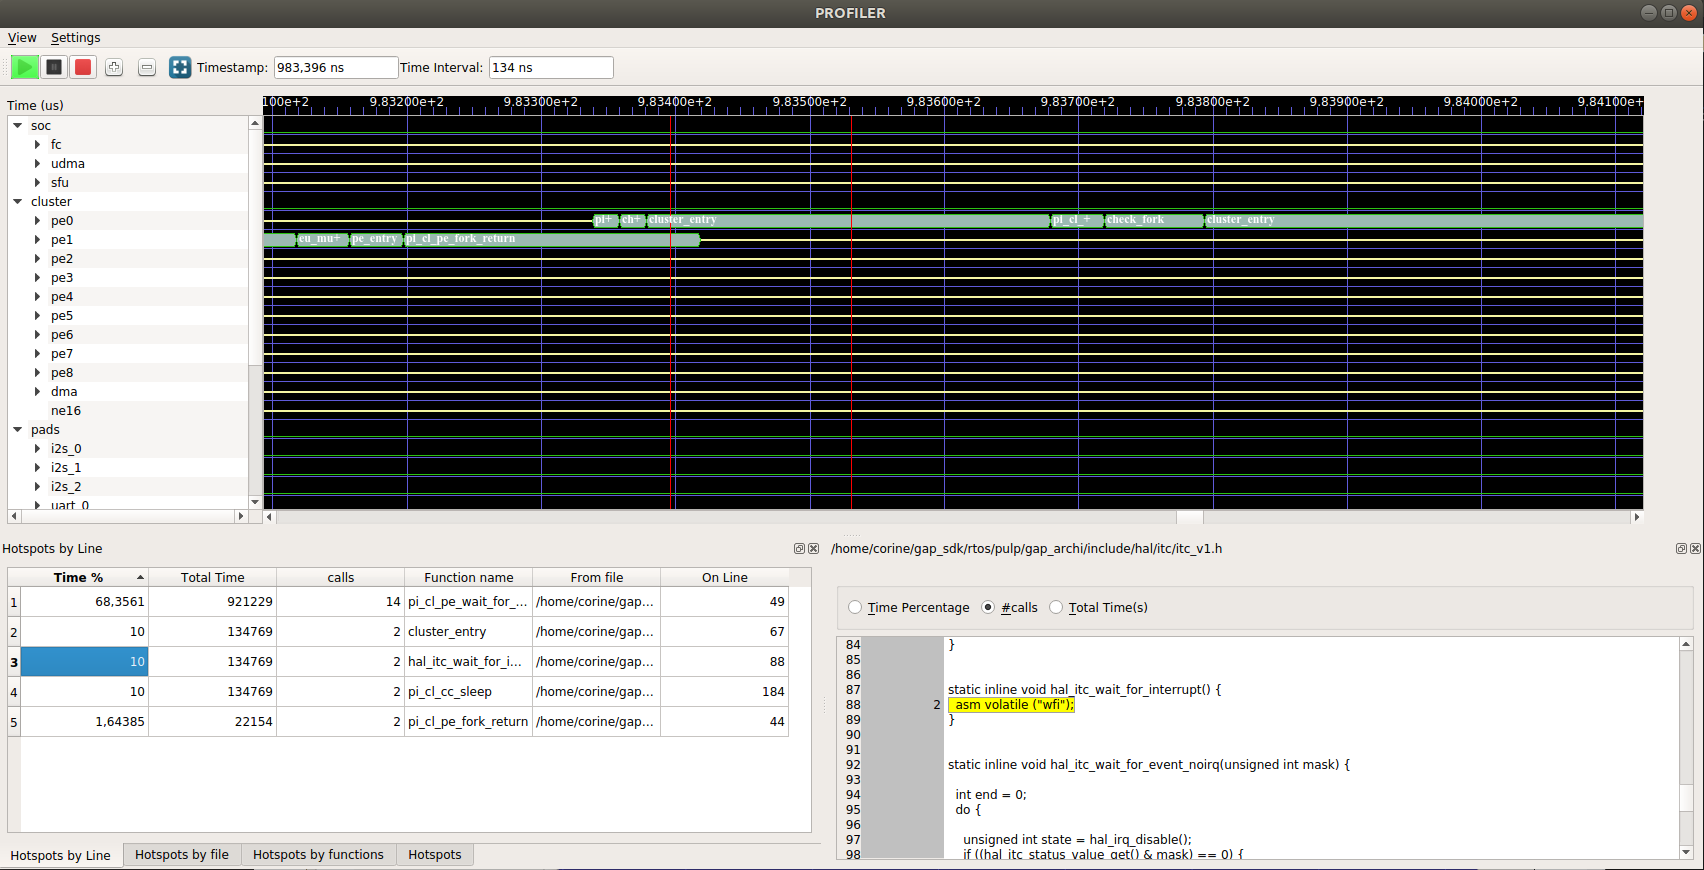 PROFILER
View Settings
Timestamp: 983,396 ns Time Interval: 134 ns
Time (us) 100e+2 9.83200e+2 9.83300e+2 9.83400e+2 9.83500e+2 9.83600e+2 9.83700e+2 9.83800e+2 9.83900e+2 9.84000e+2 9.84100e+
soc
fc
udma
sfu
cluster
pe0 pi+ ch+ cluster_entry pi_cl_+ check_fork cluster_entry
pe1 eu_mu+ pe_entry pi_cl_pe_fork_return
pe2
pe3
pe4
pe5
pe6
pe7
pe8
dma
ne16
pads
i2s_0
i2s_1
i2s_2
uart_0
Hotspots by Line
Time % Total Time calls Function name From file On Line
1 68,3561 921229 14 pi_cl_pe_wait_for_... /home/corine/gap... 49
2 10 134769 2 cluster_entry /home/corine/gap... 67
3 10 134769 2 hal_itc_wait_for_i... /home/corine/gap... 88
4 10 134769 2 pi_cl_cc_sleep /home/corine/gap... 184
5 1,64385 22154 2 pi_cl_pe_fork_return /home/corine/gap... 44
Hotspots by Line Hotspots by file Hotspots by functions Hotspots
/home/corine/gap_sdk/rtos/pulp/gap_archi/include/hal/itc/itc_v1.h
Time Percentage #calls Total Time(s)
84 }
85
86
87 static inline void hal_itc_wait_for_interrupt() {
88 2 asm volatile ("wfi");
89 }
90
91
92 static inline void hal_itc_wait_for_event_noirq(unsigned int mask) {
93
94 int end = 0;
95 do {
96
97 unsigned int state = hal_irq_disable();
98 if ((hal_itc_status_value_get() & mask) == 0) {